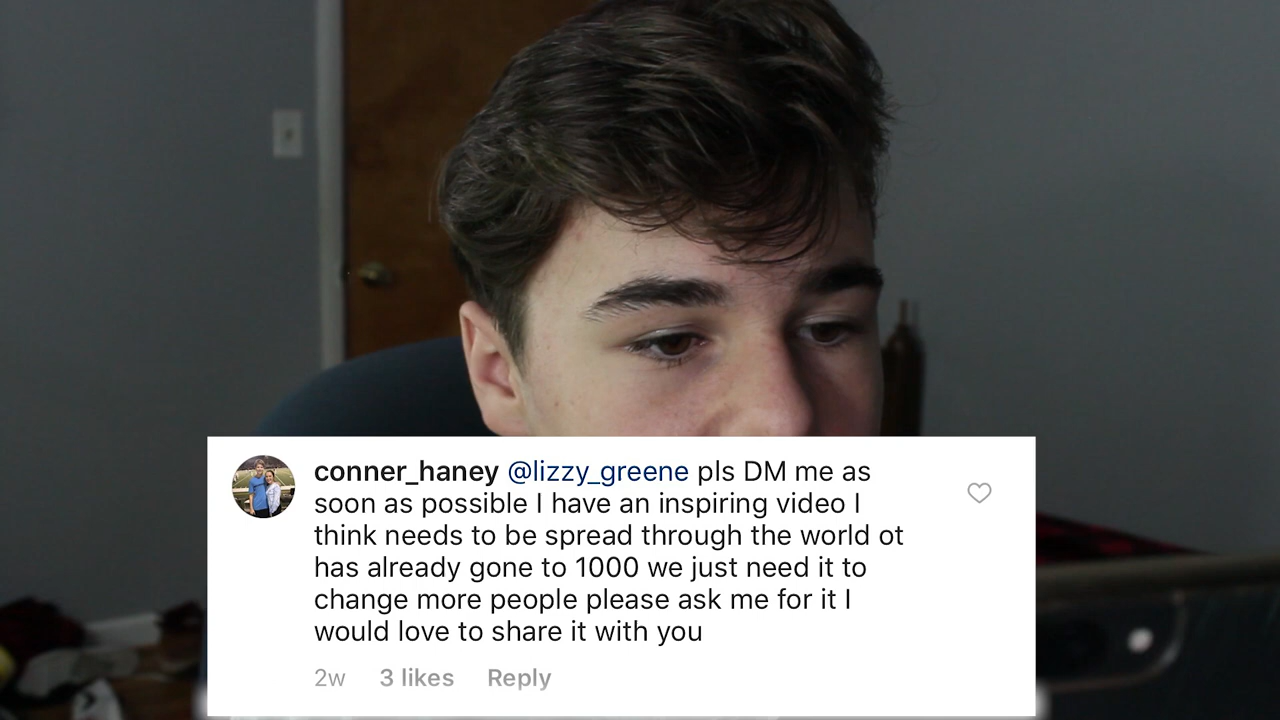 conner_haney @lizzy_greene pls DM me as
soon as possible I have an inspiring video I
think needs to be spread through the world ot
has already gone to 1000 we just need it to
change more people please ask me for it I
would love to share it with you
2w 3 likes Reply